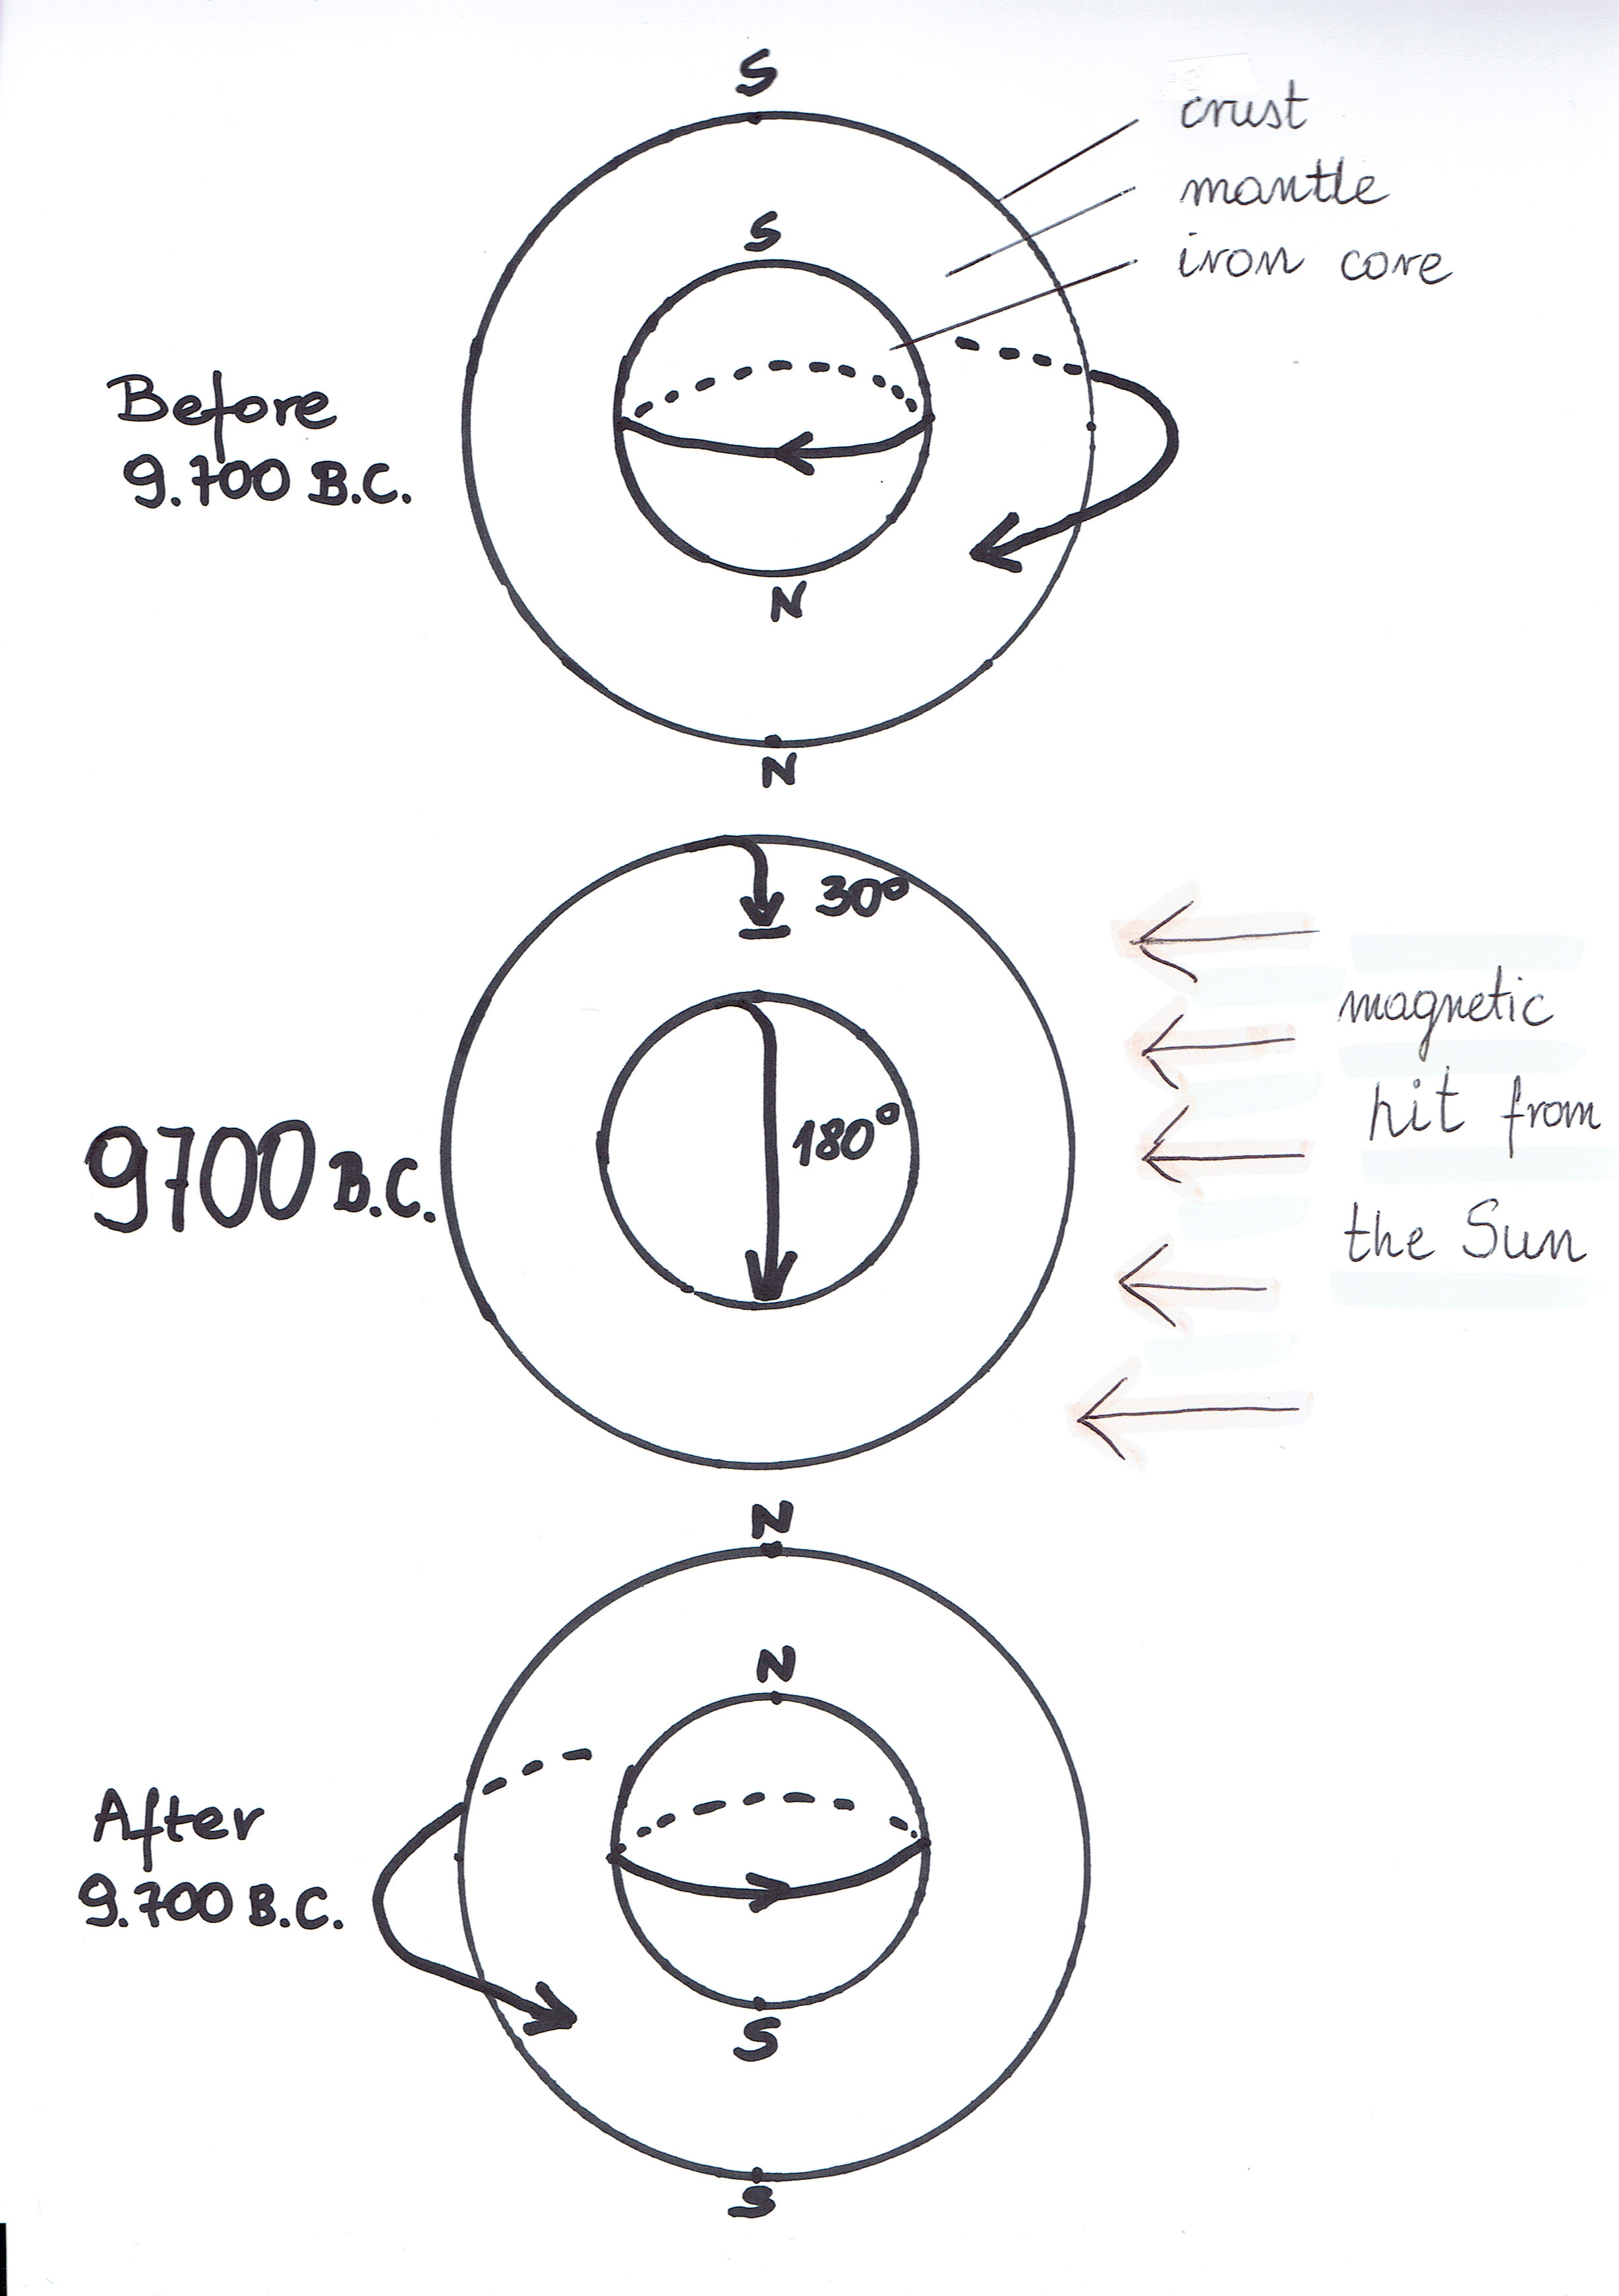 S
crust
mantle
iron core
S
Before
9.700 B.C.
N
N
30°
magnetic
hit from
the Sun
180°
9700 B.C.
N
N
After
9.700 B.C.
S
S